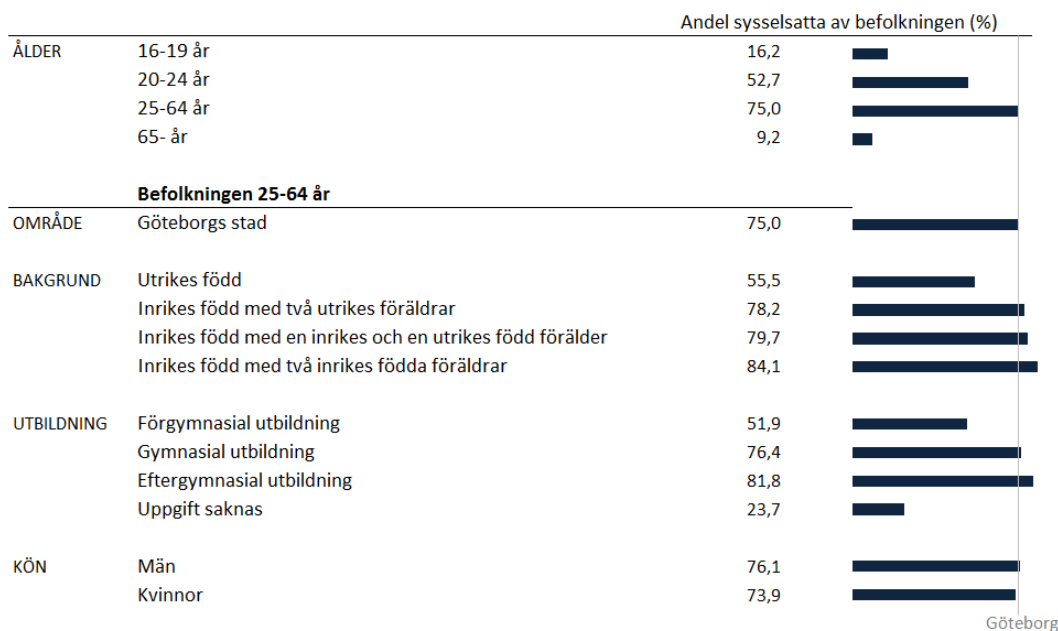 Andel sysselsatta av befolkningen (%)
ÅLDER 16-19 år 16,2
20-24 år 52,7
25-64 år 75,0
65- år 9,2
Befolkningen 25-64 år
OMRÅDE Göteborgs stad 75,0
BAKGRUND Utrikes född 55,5
Inrikes född med två utrikes föräldrar 78,2
Inrikes född med en inrikes och en utrikes född förälder 79,7
Inrikes född med två inrikes födda föräldrar 84,1
UTBILDNING Förgymnasial utbildning 51,9
Gymnasial utbildning 76,4
Eftergymnasial utbildning 81,8
Uppgift saknas 23,7
KÖN Män 76,1
Kvinnor 73,9
Göteborg